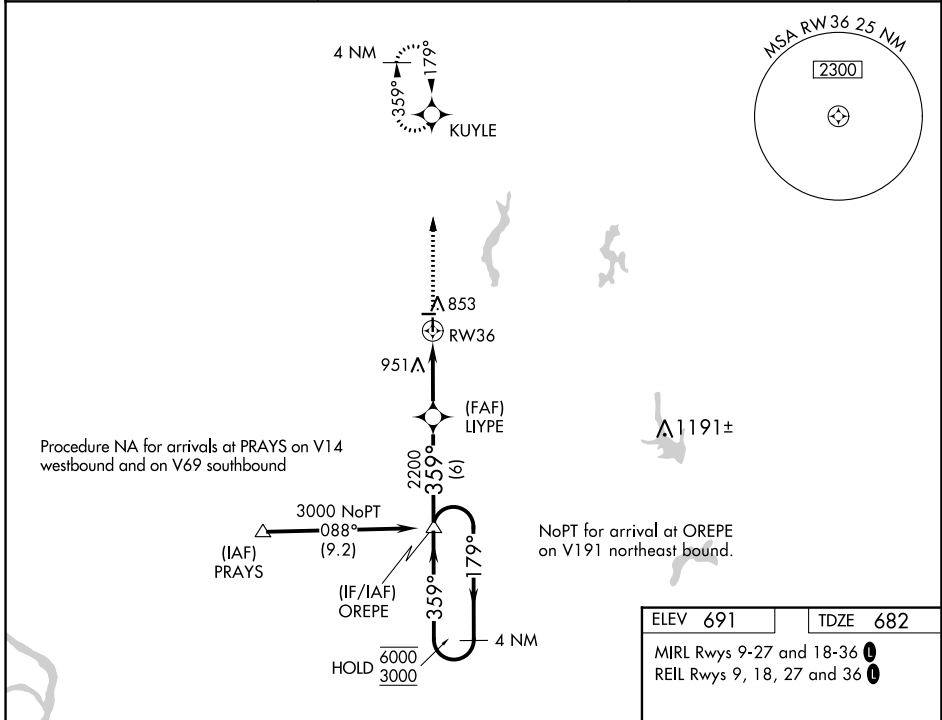 MSA RW36 25 NM
2300
4 NM
179°
359°
KUYLE
853
RW36
951
(FAF)
LIYPE
1191±
Procedure NA for arrivals at PRAYS on V14
westbound and on V69 southbound
2200
359°
(6)
3000 NoPT
088°
(9.2)
(IAF)
PRAYS
NoPT for arrival at OREPE
on V191 northeast bound.
(IF/IAF)
OREPE
359°
179°
4 NM
HOLD 6000
3000
ELEV 691 TDZE 682
MIRL Rwys 9-27 and 18-36 L
REIL Rwys 9, 18, 27 and 36 L